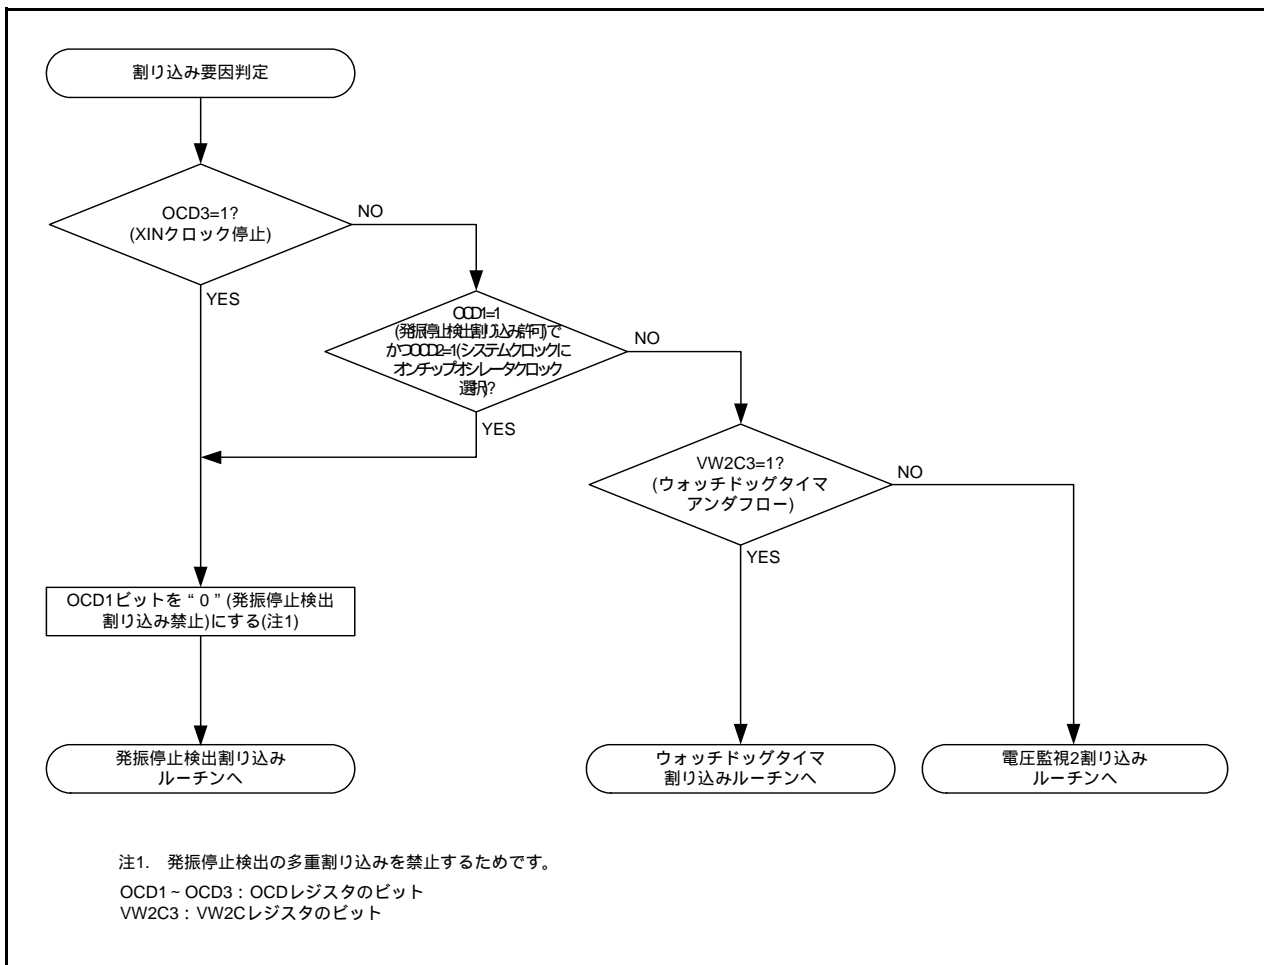 割り込み要因判定
OCD3=1?
(XINクロック停止)
NO
YES
OCD1=1
(発振停止検出割り込み許可)で
かつOCD2=1(システムクロックに
オンチップオシレータクロック
選択)?
NO
YES
VW2C3=1?
(ウォッチドッグタイマ
アンダフロー)
NO
YES
OCD1ビットを“0”(発振停止検出
割り込み禁止)にする(注1)
発振停止検出割り込み
ルーチンへ
ウォッチドッグタイマ
割り込みルーチンへ
電圧監視2割り込み
ルーチンへ
注1. 発振停止検出の多重割り込みを禁止するためです。
OCD1~OCD3:OCDレジスタのビット
VW2C3:VW2Cレジスタのビット